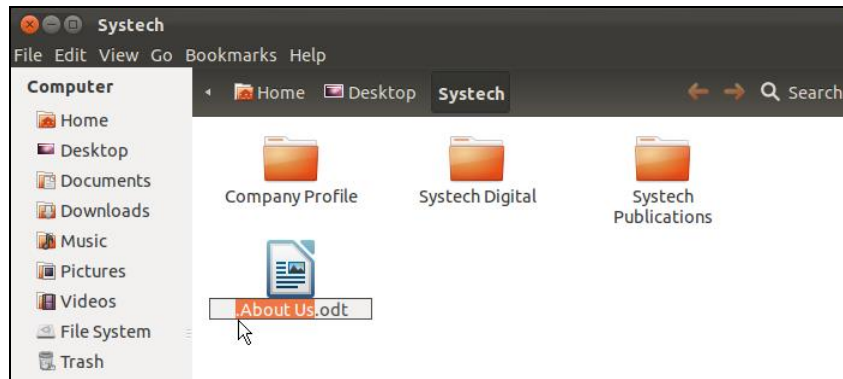 Systech
File Edit View Go Bookmarks Help
Computer
Home
Desktop
Documents
Downloads
Music
Pictures
Videos
File System
Trash
Home Desktop Systech Search
Company Profile
Systech Digital
Systech
Publications
.About Us.odt